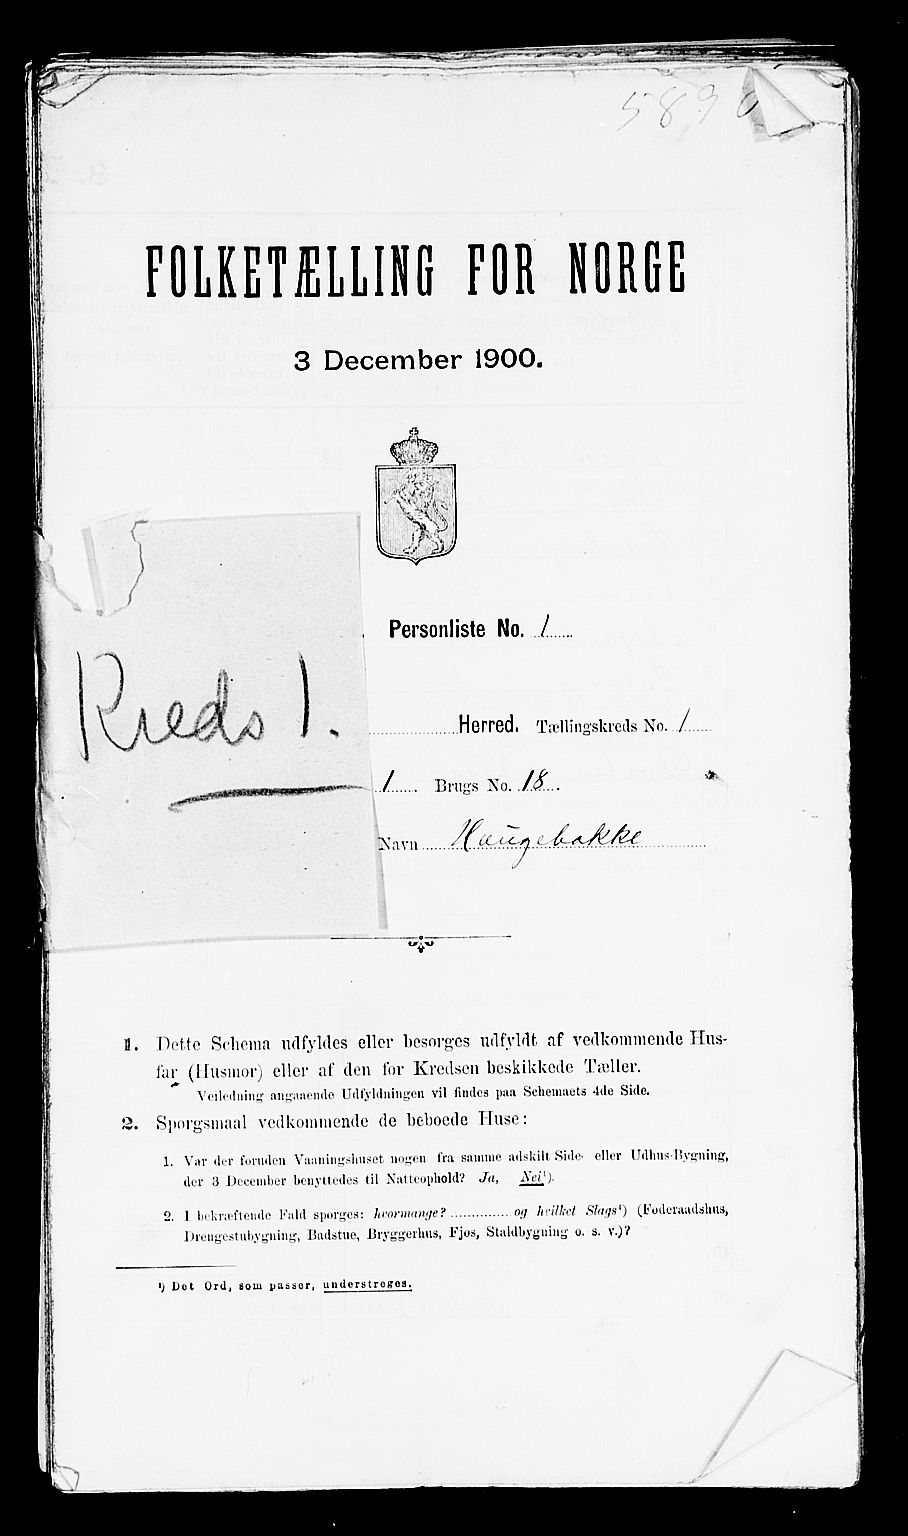 FOLKETÆLLING FOR NORGE
3 December 1900.
Personliste No. 1
Kreds 1.
Herred. Tællingskreds No. 1
1 Brugs No. 18.
Navn Haugebakke
1. Dette Schema udfyldes eller besørges udfyldt af vedkommende Hus-
far (Husmor) eller af den for Kredsen beskikkede Tæller.
Veiledning angaaende Udfyldningen vil findes paa Schemaets 4de Side.
2. Spørgsmaal vedkommende de beboede Huse:
1. Var der foruden Vaaningshuset nogen fra samme adskilt Side- eller Udhus-Bygning,
der 3 December benyttedes til Natteophold? Ja, Nei¹).
2. I bekræftende Fald spørges: hvormange? og hvilket Slags¹) (Føderaadshus,
Drengestubygning, Badstue, Bryggerhus, Fjøs, Staldbygning o. s. v.)?
¹) Det Ord, som passer, understreges.